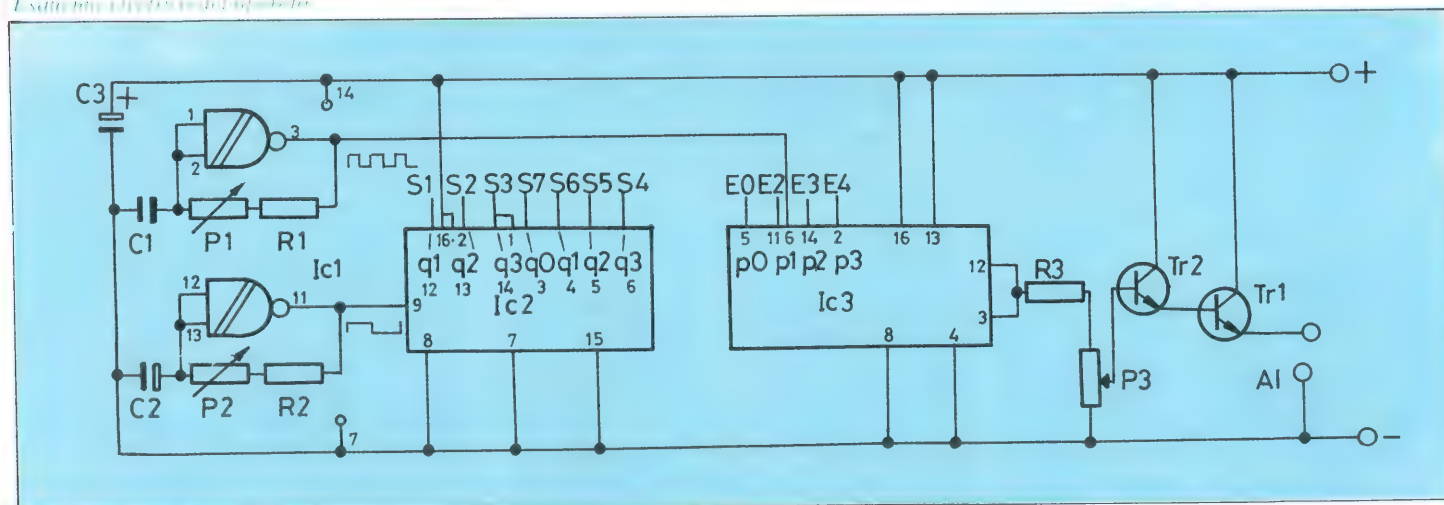 C3 +
14
+
1
2
3
S1 S2 S3 S7 S6 S5 S4
E0 E2 E3 E4
16 2 1
5 11 6 14 2
16 13
C1 P1 R1
Ic1
q1 q2 q3 q0 q1 q2 q3
12 13 14 3 4 5 6
p0 p1 p2 p3
12
R3
Tr2
Tr1
12
13
11
9
Ic2
Ic3
3
8 7 15
8 4
C2 P2 R2
P3
Al
7
-